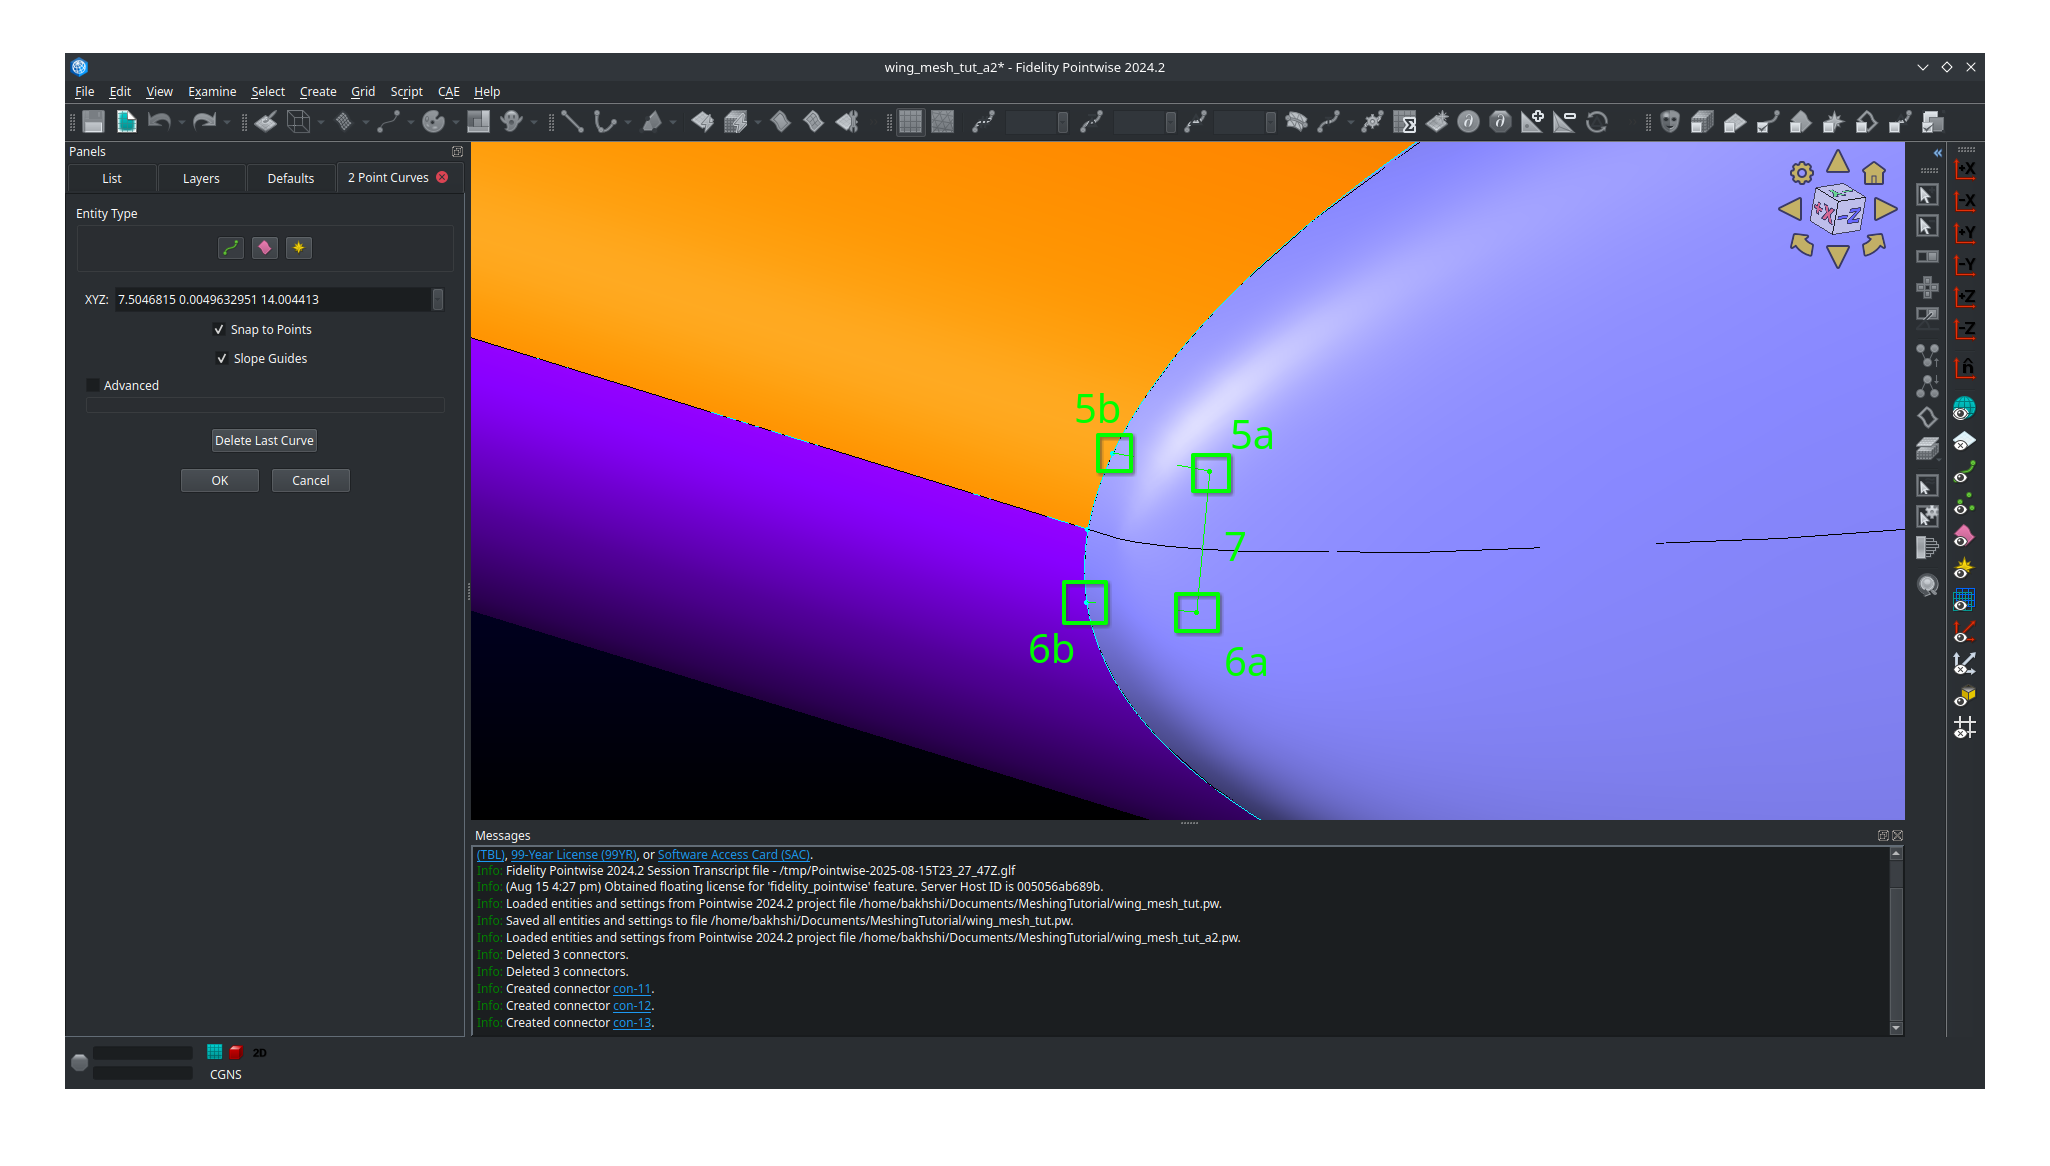 wing_mesh_tut_a2* - Fidelity Pointwise 2024.2
File Edit View Examine Select Create Grid Script CAE Help
Panels
List Layers Defaults 2 Point Curves
Entity Type
XYZ: 7.5046815 0.0049632951 14.004413
Snap to Points
Slope Guides
Advanced
Delete Last Curve
OK Cancel
+X -Z
5b
5a
7
6b
6a
+X
-X
+Y
-Y
+Z
-Z
n̂
Messages
(TBL), 99-Year License (99YR), or Software Access Card (SAC).
Info: Fidelity Pointwise 2024.2 Session Transcript file - /tmp/Pointwise-2025-08-15T23_27_47Z.glf
Info: (Aug 15 4:27 pm) Obtained floating license for 'fidelity_pointwise' feature. Server Host ID is 005056ab689b.
Info: Loaded entities and settings from Pointwise 2024.2 project file /home/bakhshi/Documents/MeshingTutorial/wing_mesh_tut.pw.
Info: Saved all entities and settings to file /home/bakhshi/Documents/MeshingTutorial/wing_mesh_tut.pw.
Info: Loaded entities and settings from Pointwise 2024.2 project file /home/bakhshi/Documents/MeshingTutorial/wing_mesh_tut_a2.pw.
Info: Deleted 3 connectors.
Info: Deleted 3 connectors.
Info: Created connector con-11.
Info: Created connector con-12.
Info: Created connector con-13.
2D
CGNS